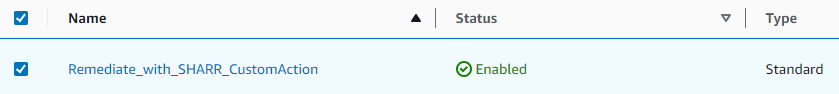 Name Status Type
Remediate_with_SHARR_CustomAction Enabled Standard